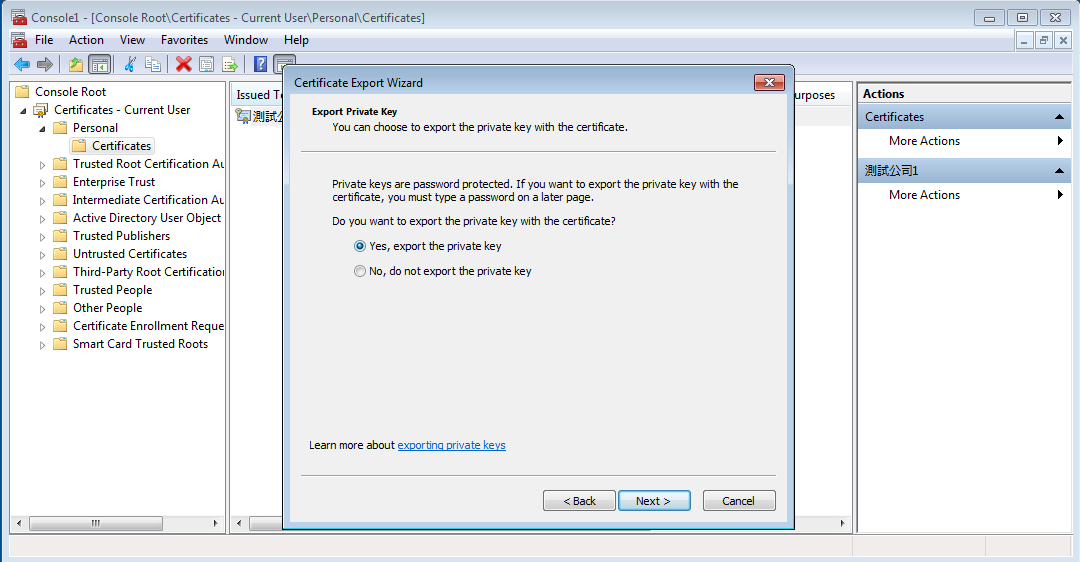 Console1 - [Console Root\Certificates - Current User\Personal\Certificates]
File Action View Favorites Window Help
Console Root
Certificates - Current User
Personal
Certificates
Trusted Root Certification Au
Enterprise Trust
Intermediate Certification Au
Active Directory User Object
Trusted Publishers
Untrusted Certificates
Third-Party Root Certification
Trusted People
Other People
Certificate Enrollment Reque
Smart Card Trusted Roots
Issued T
測試
urposes
Certificate Export Wizard
Export Private Key
You can choose to export the private key with the certificate.
Private keys are password protected. If you want to export the private key with the
certificate, you must type a password on a later page.
Do you want to export the private key with the certificate?
Yes, export the private key
No, do not export the private key
Learn more about exporting private keys
< Back Next > Cancel
Actions
Certificates
More Actions
測試公司1
More Actions